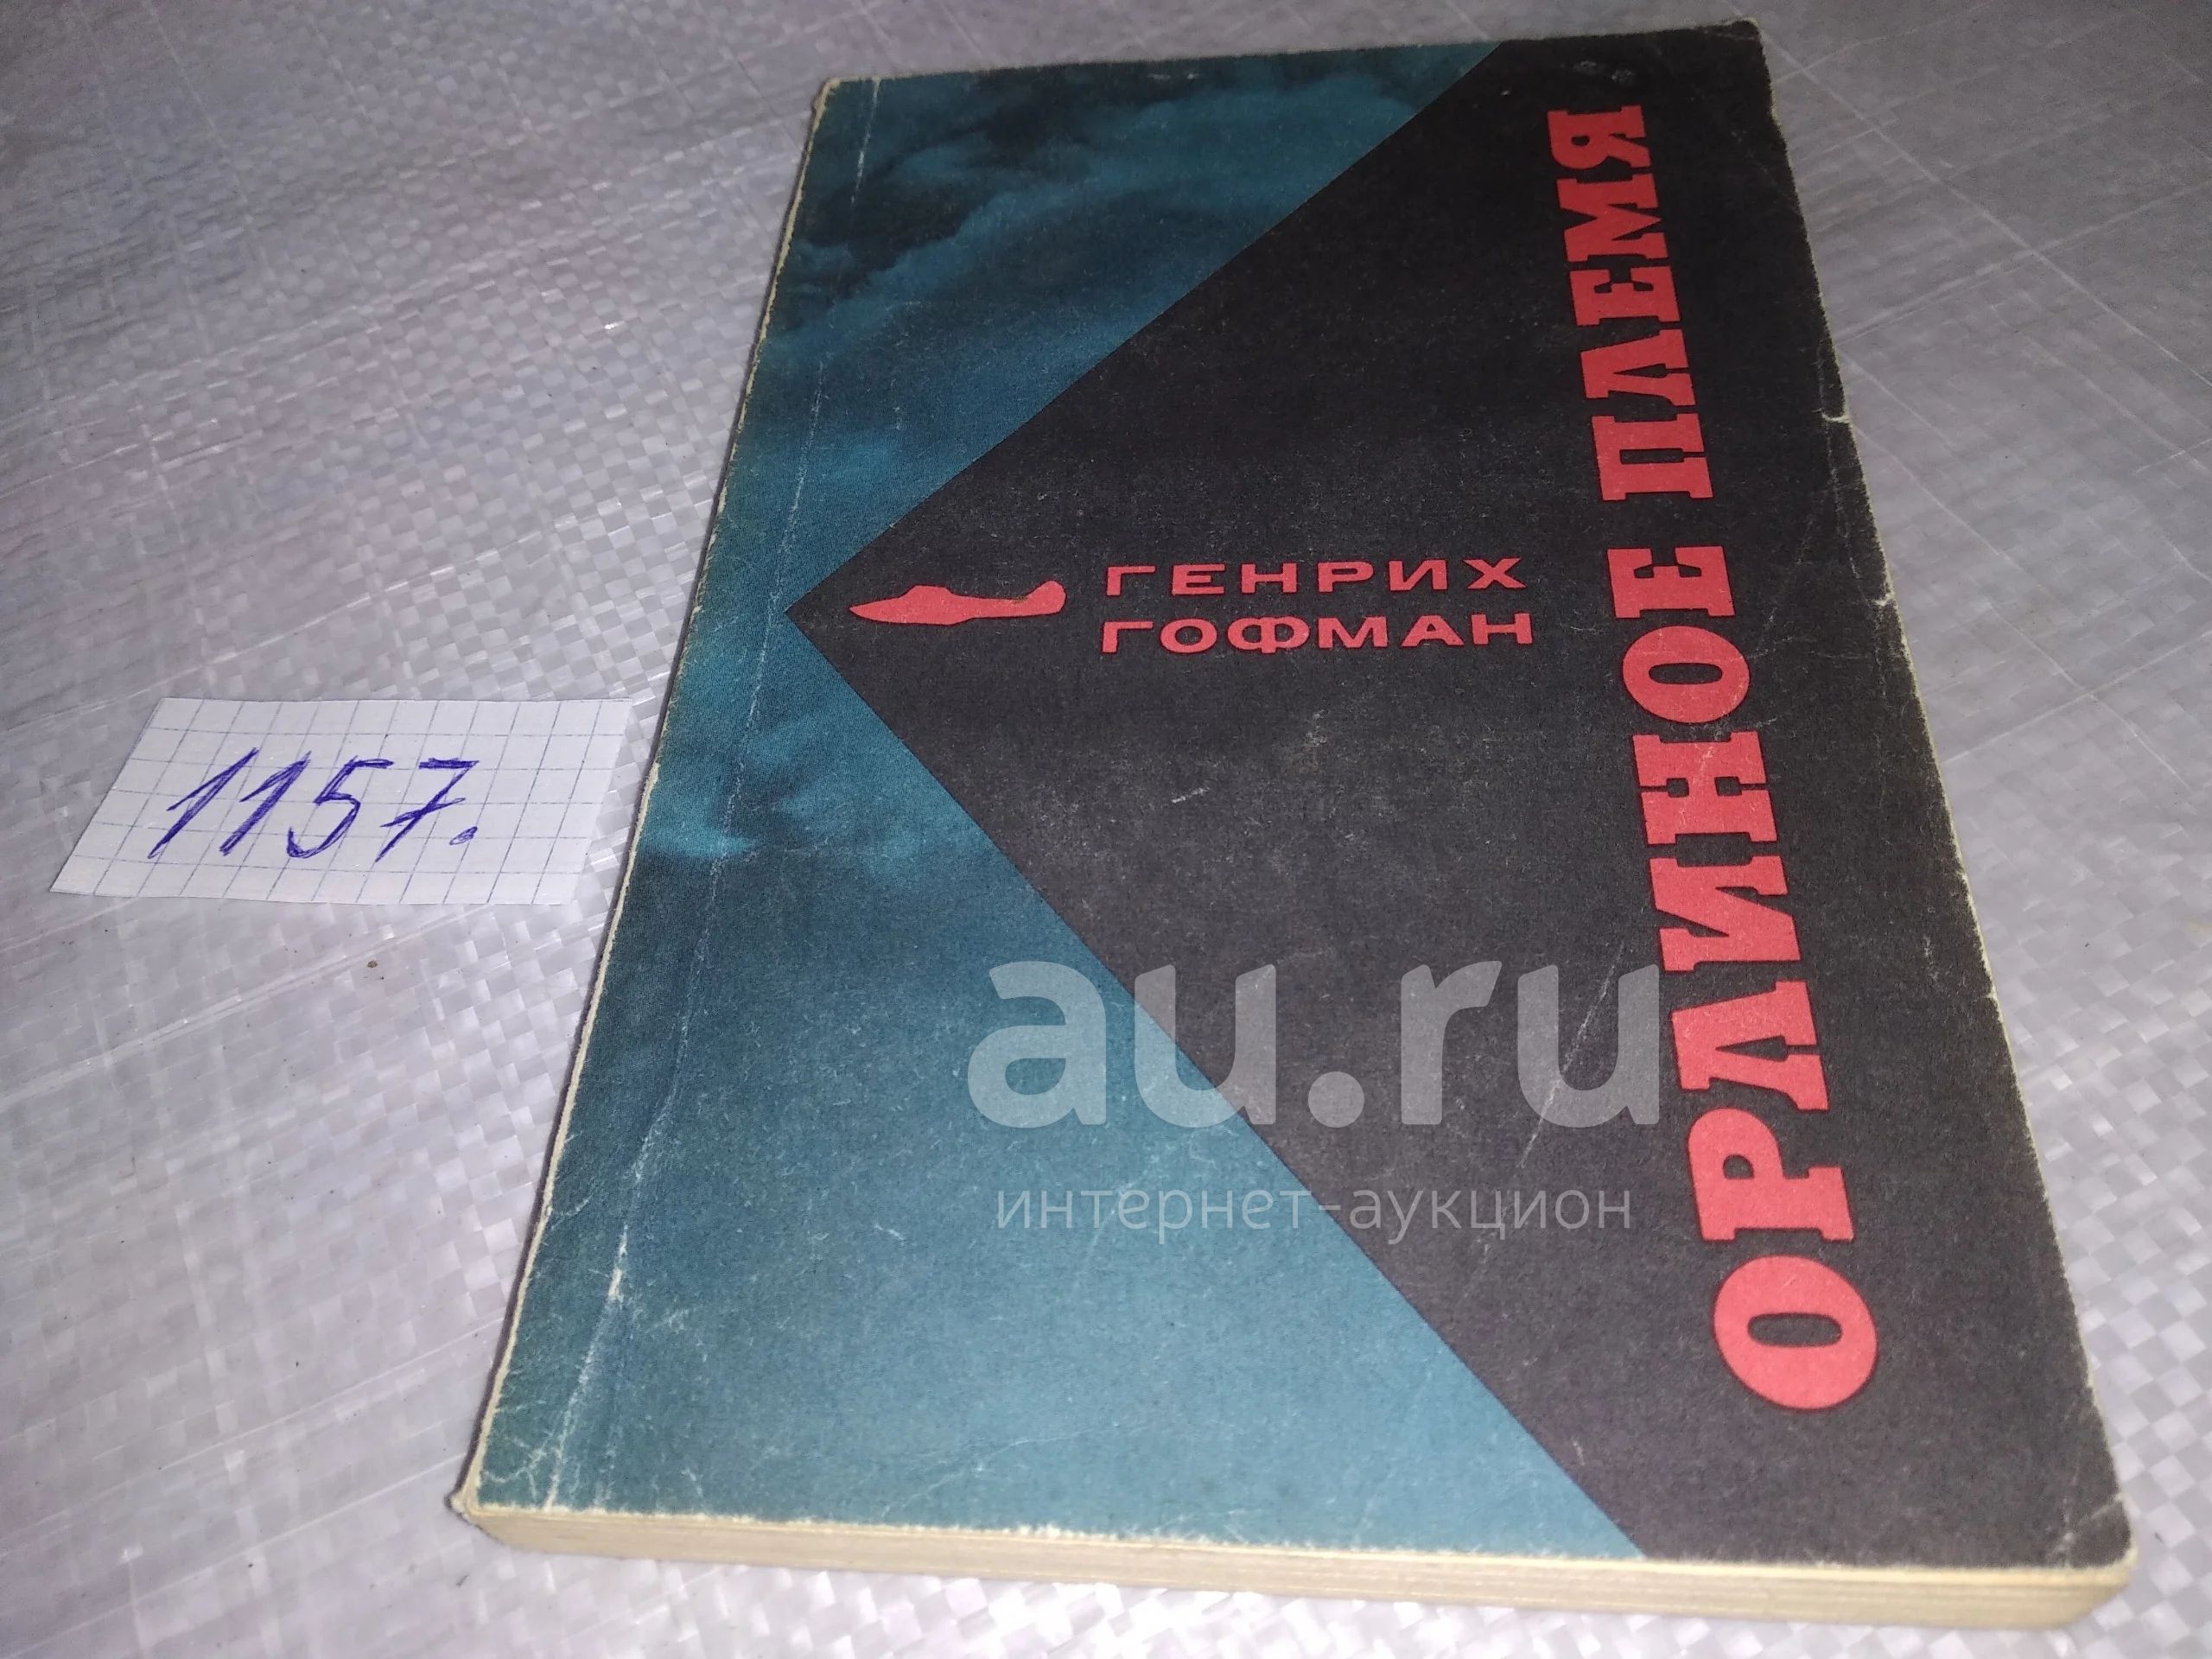 ГЕНРИХ
ГОФМАН
ОРЛИНОЕ ПЛЕМЯ
1157.
au.ru
интернет-аукцион